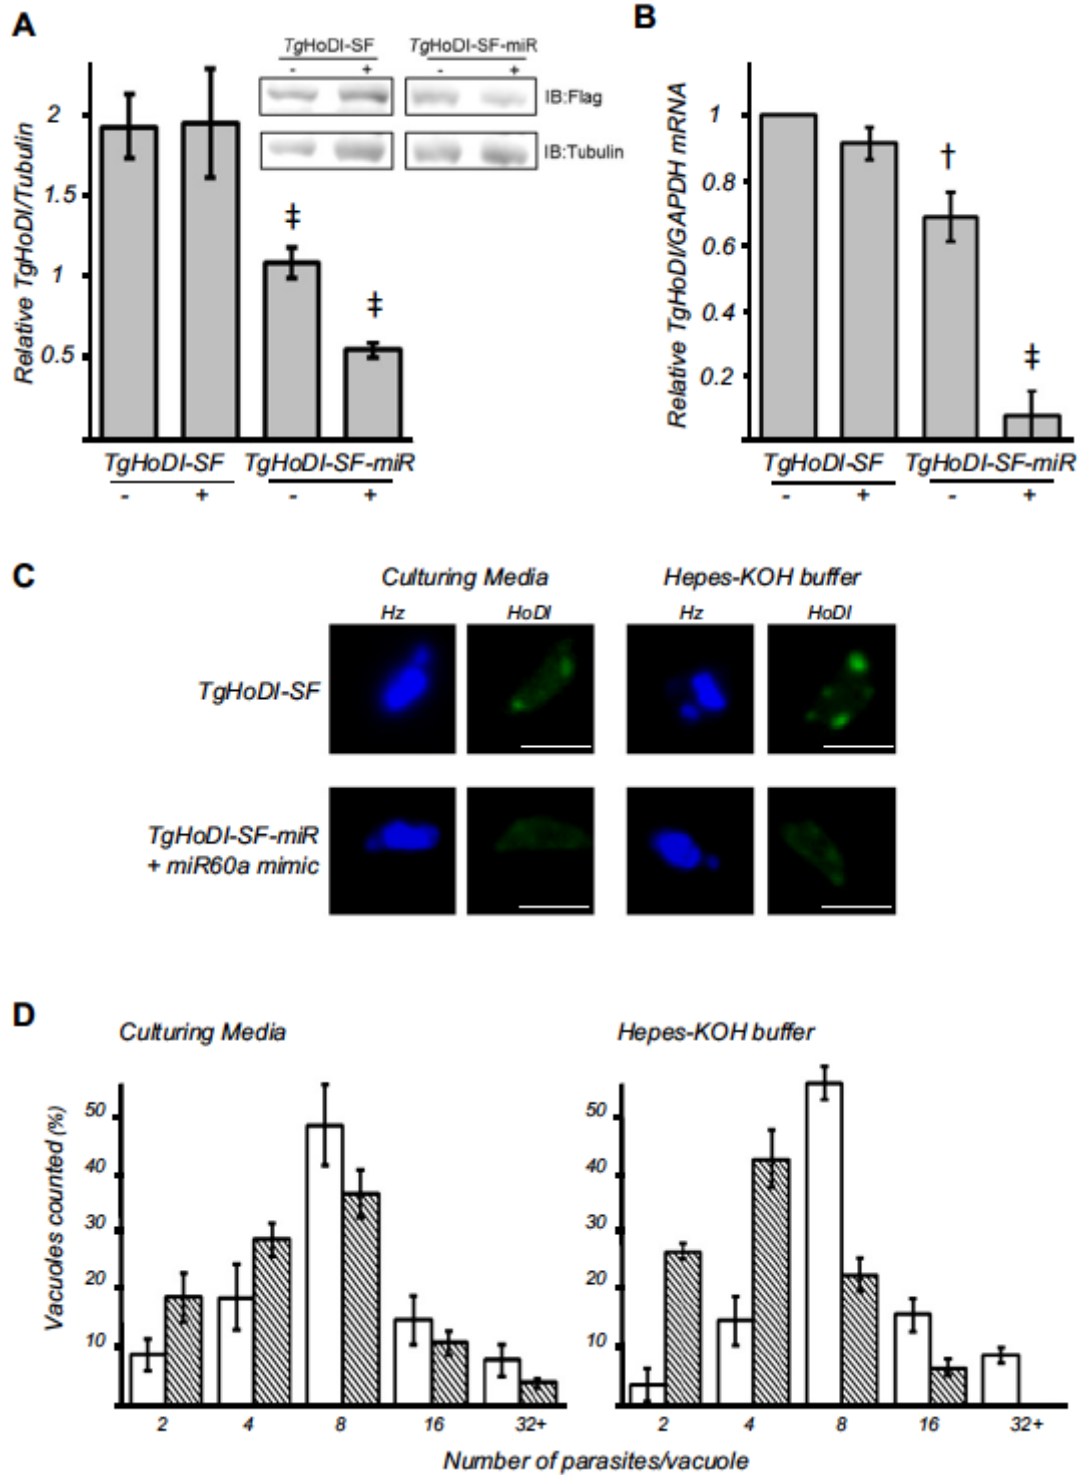 A
TgHoDI-SF TgHoDI-SF-miR
- + - +
IB:Flag
IB:Tubulin
Relative TgHoDI/Tubulin
2
1.5
1
0.5
‡
‡
TgHoDI-SF TgHoDI-SF-miR
- + - +
B
Relative TgHoDI/GAPDH mRNA
1
0.8
0.6
0.4
0.2
†
‡
TgHoDI-SF TgHoDI-SF-miR
- + - +
C
Culturing Media Hepes-KOH buffer
Hz HoDI Hz HoDI
TgHoDI-SF
TgHoDI-SF-miR
+ miR60a mimic
D
Culturing Media
Vacuoles counted (%)
50
40
30
20
10
2 4 8 16 32+
Hepes-KOH buffer
50
40
30
20
10
2 4 8 16 32+
Number of parasites/vacuole